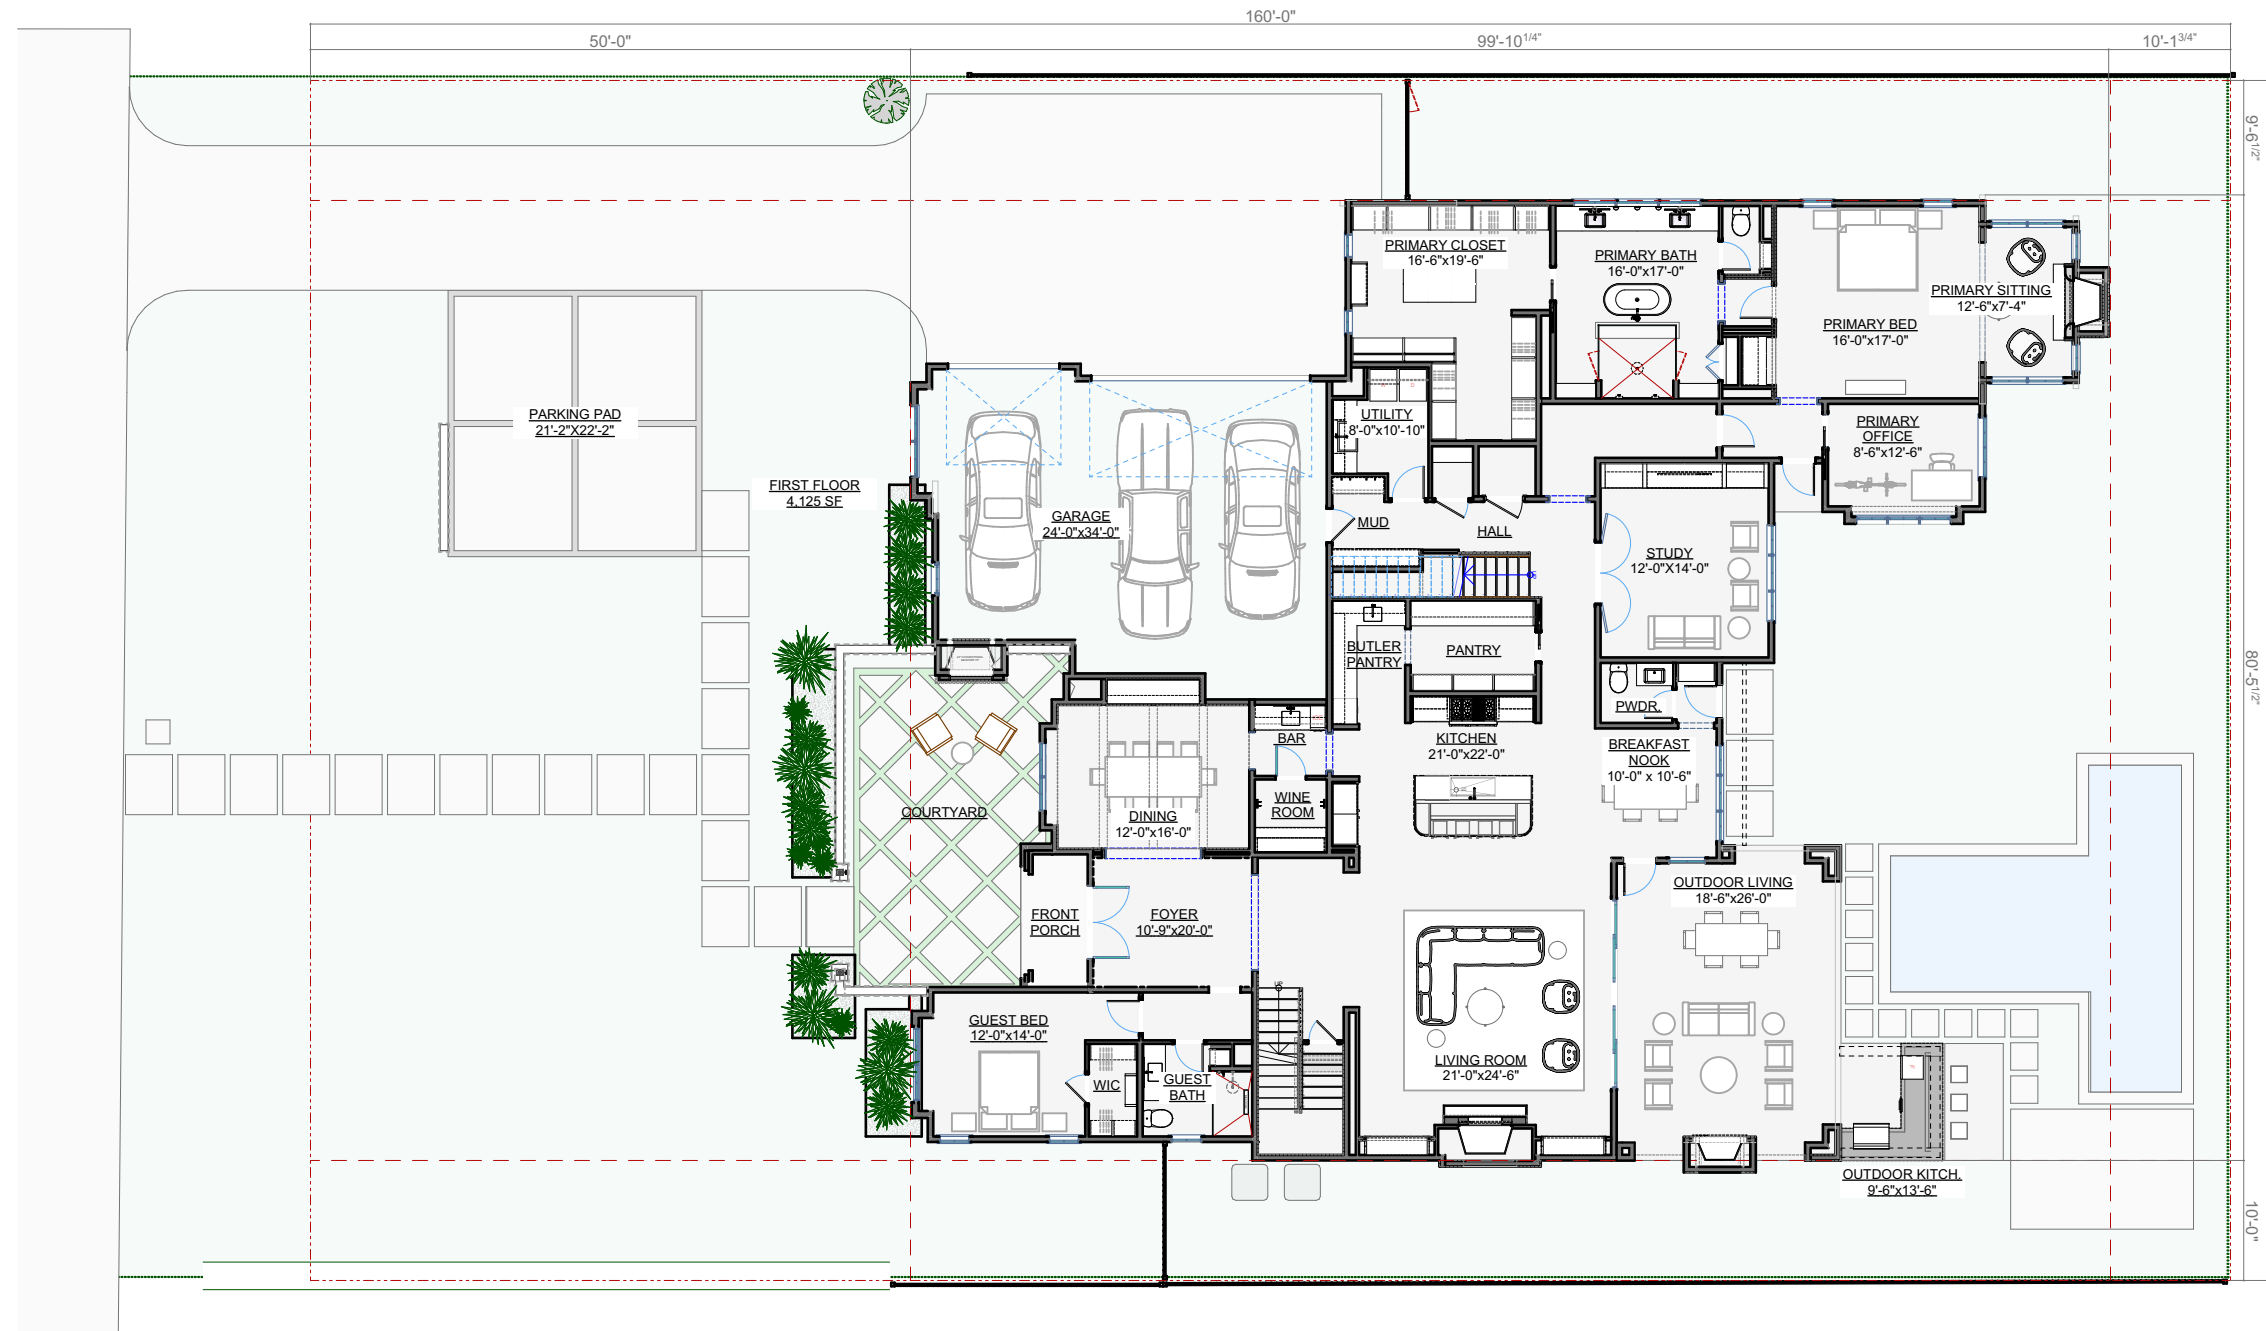 160'-0"
50'-0"
99'-10 1/4"
10'-1 3/4"
9'-6 1/2"
PRIMARY CLOSET
16'-6"x19'-6"
PRIMARY BATH
16'-0"x17'-0"
PRIMARY SITTING
12'-6"x7'-4"
PRIMARY BED
16'-0"x17'-0"
PARKING PAD
21'-2"X22'-2"
UTILITY
8'-0"x10'-10"
PRIMARY
OFFICE
8'-6"x12'-6"
FIRST FLOOR
4,125 SF
GARAGE
24'-0"x34'-0"
MUD
HALL
STUDY
12'-0"X14'-0"
BUTLER
PANTRY
PANTRY
80'-5 1/2"
PWDR.
BAR
KITCHEN
21'-0"x22'-0"
BREAKFAST
NOOK
10'-0" x 10'-6"
COURTYARD
DINING
12'-0"x16'-0"
WINE
ROOM
OUTDOOR LIVING
18'-6"x26'-0"
FRONT
PORCH
FOYER
10'-9"x20'-0"
GUEST BED
12'-0"x14'-0"
LIVING ROOM
21'-0"x24'-6"
WIC
GUEST
BATH
OUTDOOR KITCH.
9'-6"x13'-6"
10'-0"